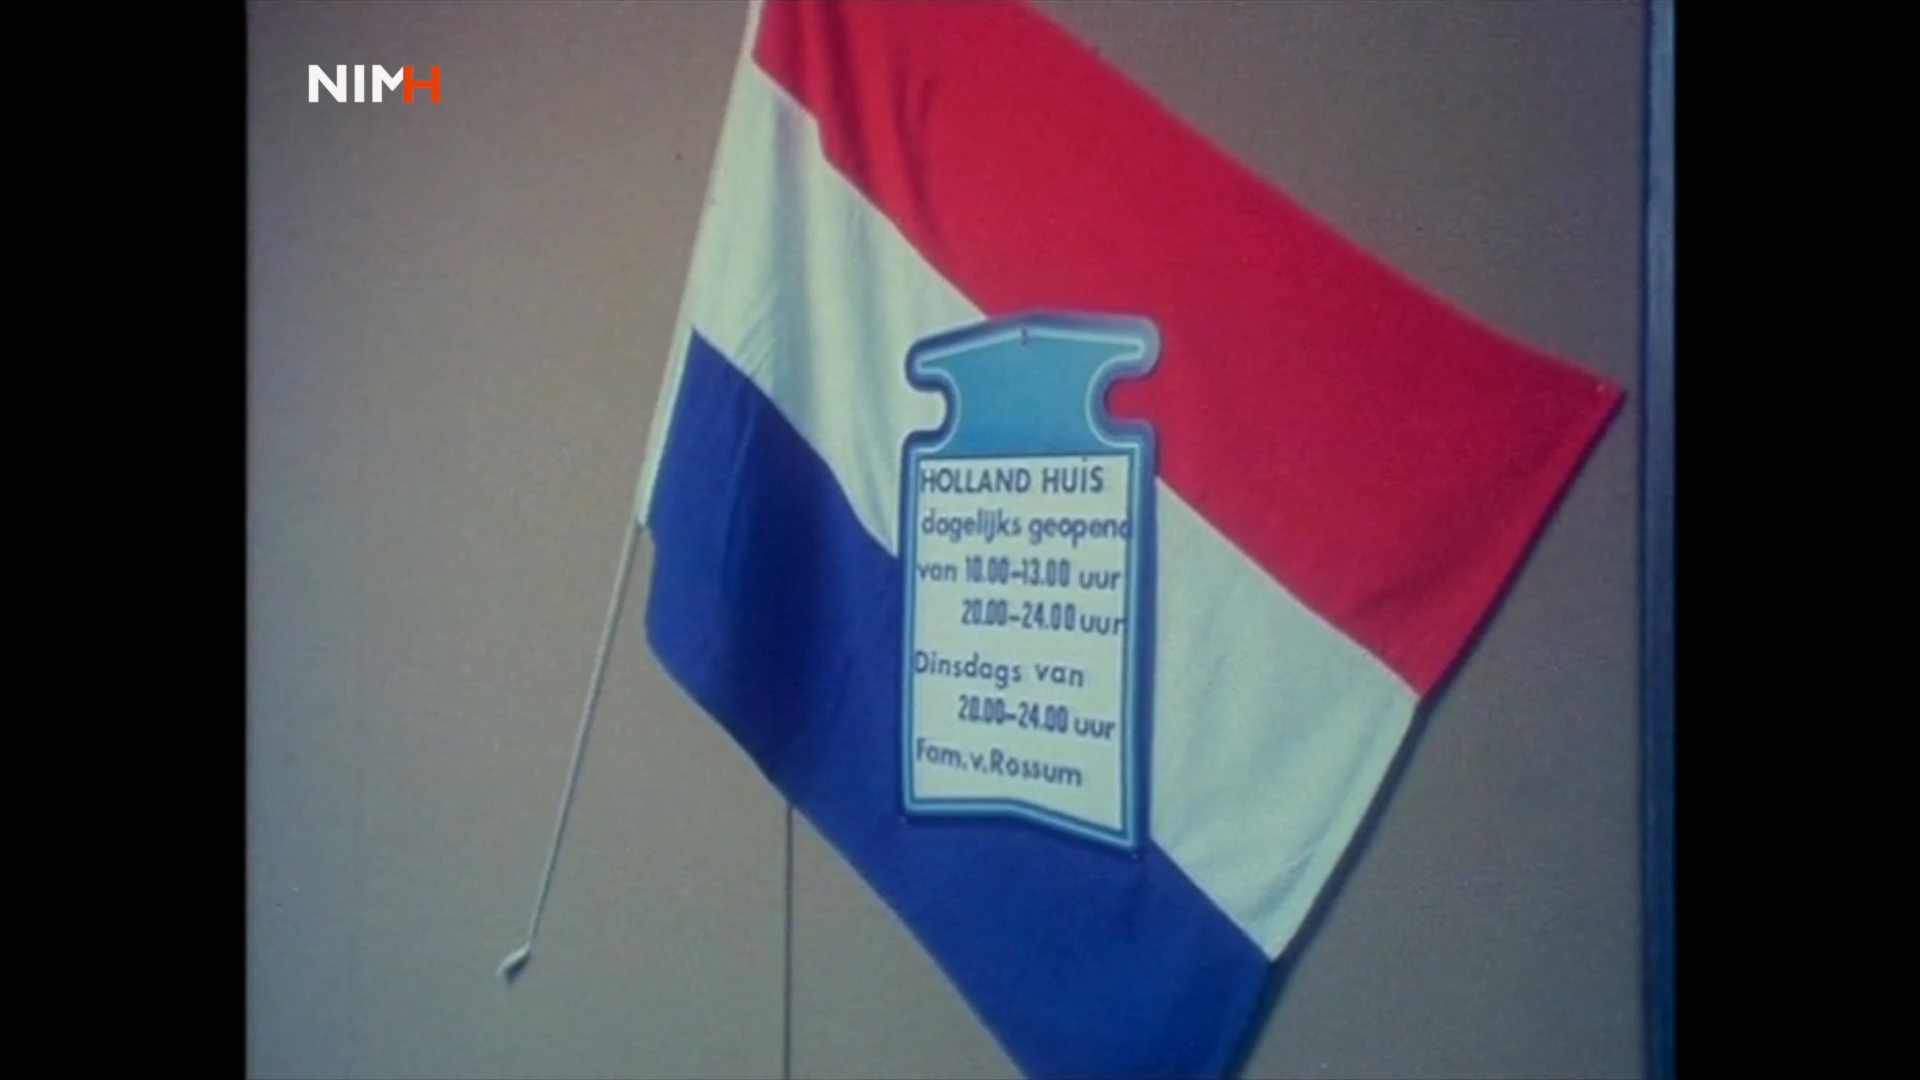 NIMH
HOLLAND HUIS
dagelijks geopend
van 10.00-13.00 uur
20.00-24.00 uur
Dinsdags van
20.00-24.00 uur
Fam.v.Rossum